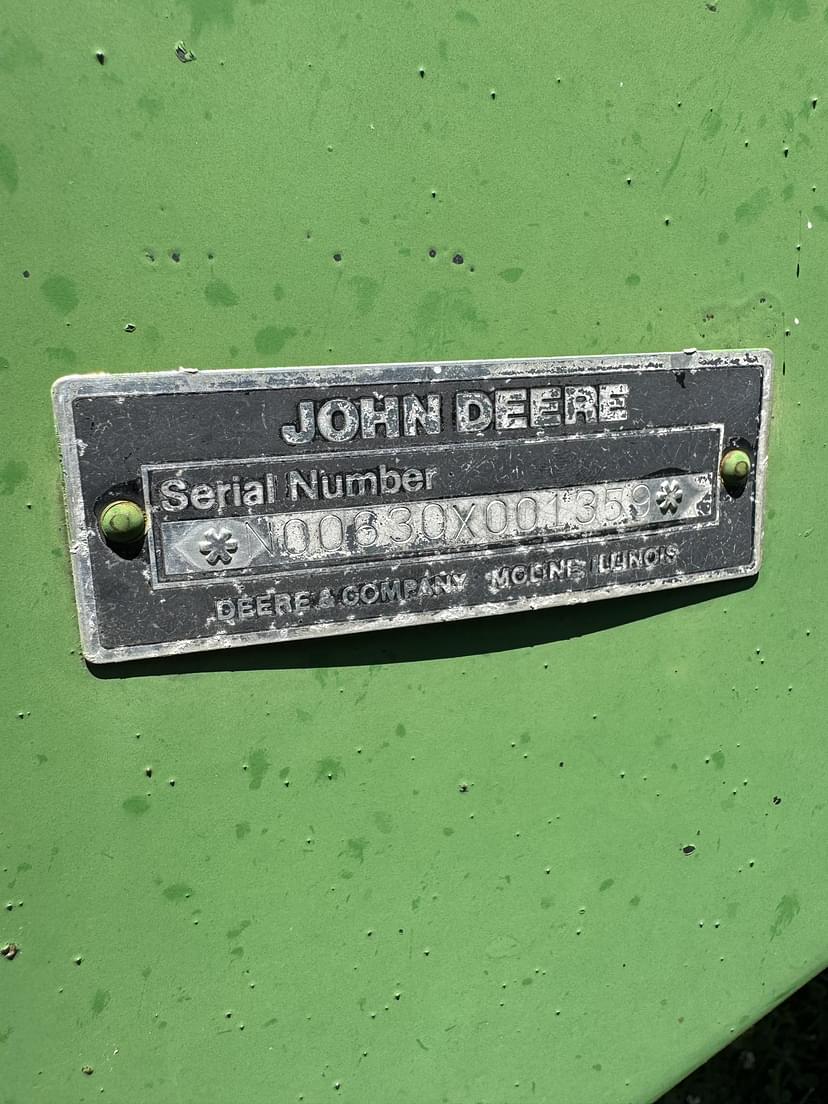 JOHN DEERE
Serial Number
*N00630X001359*
DEERE & COMPANY MOLINE ILLINOIS